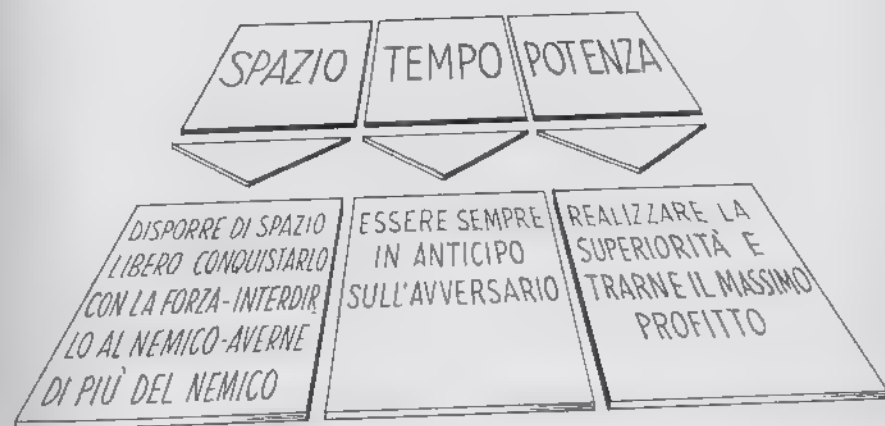 SPAZIO
TEMPO
POTENZA
DISPORRE DI SPAZIO
LIBERO CONQUISTARLO
CON LA FORZA-INTERDIR
LO AL NEMICO-AVERNE
DI PIÙ DEL NEMICO
ESSERE SEMPRE
IN ANTICIPO
SULL'AVVERSARIO
REALIZZARE LA
SUPERIORITÀ E
TRARNE IL MASSIMO
PROFITTO